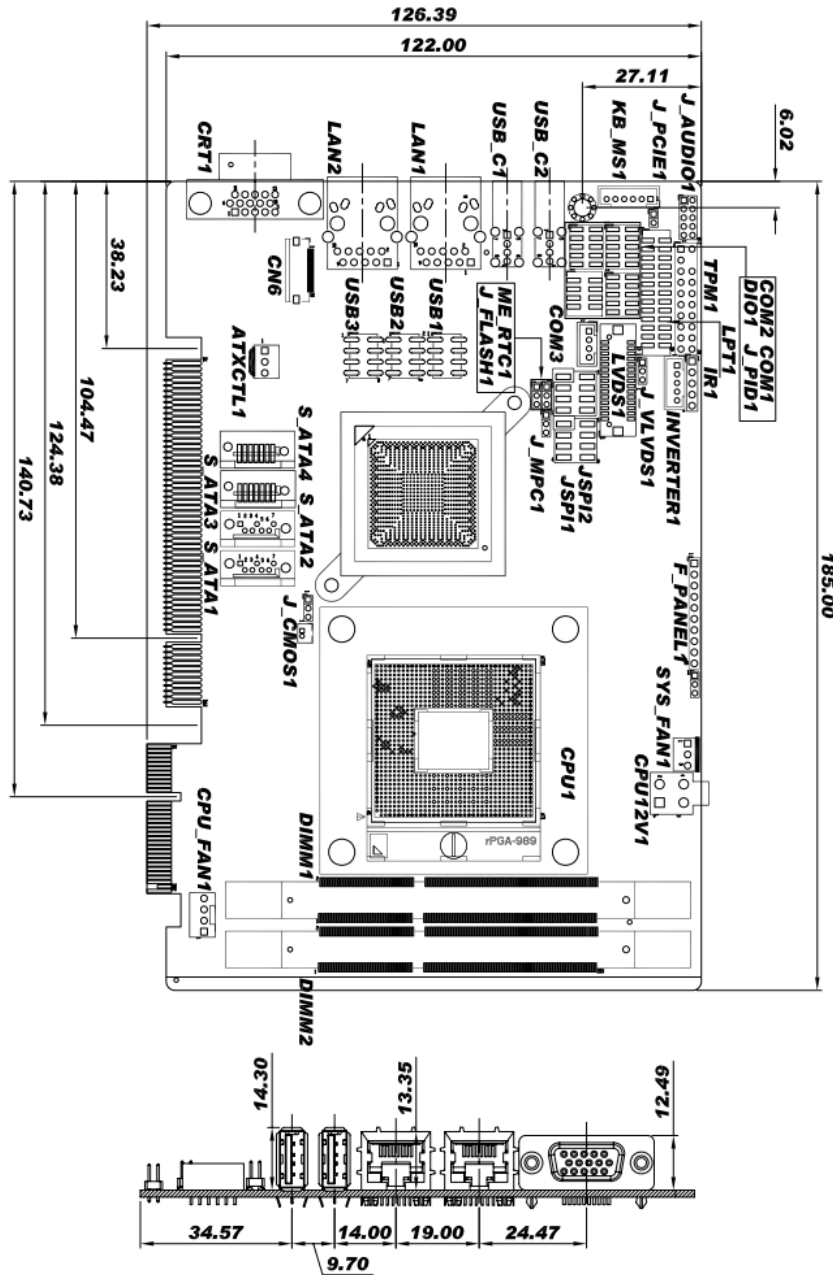 126.39
122.00
27.11
6.02
CRT1
LAN2
LAN1
USB_C1
USB_C2
KB_MS1
J_PCIE1
J_AUDIO1
38.23
104.47
124.38
140.73
185.00
CN6
ATXCTL1
USB3
USB2
USB1
ME_RTC1
J_FLASH1
COM3
LVDS1
TPM1
LPT1
IR1
COM2 COM1
DIO1 J_PID1
J_VLVDS1
INVERTER1
J_MPC1
JSPI2
JSPI1
S_ATA4 S_ATA2
S_ATA3 S_ATA1
J_CMOS1
F_PANEL1
SYS_FAN1
CPU12V1
CPU1
rPGA-989
CPU_FAN1
DIMM1
DIMM2
14.30
13.35
12.49
34.57
14.00
19.00
24.47
9.70